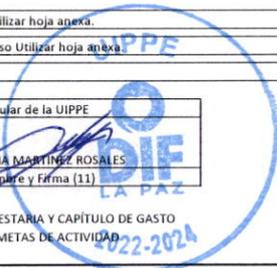 lizar hoja anexa.
so Utilizar hoja anexa.
UIPPE
ular de la UIPPE
MARTÍNEZ ROSALES
mbre y Firma (11)
DIF
LA PAZ
ESTARIA Y CAPÍTULO DE GASTO
METAS DE ACTIVIDAD
2022-2024